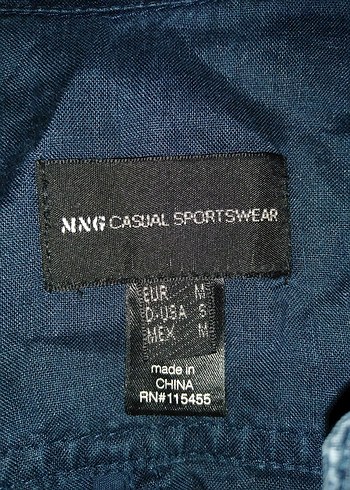 MNG CASUAL SPORTSWEAR
EUR M
D-USA S
MEX M
made in
CHINA
RN#115455